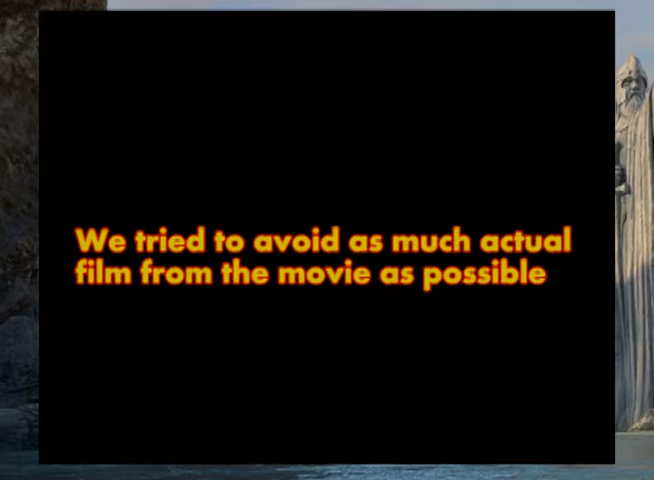 We tried to avoid as much actual
film from the movie as possible